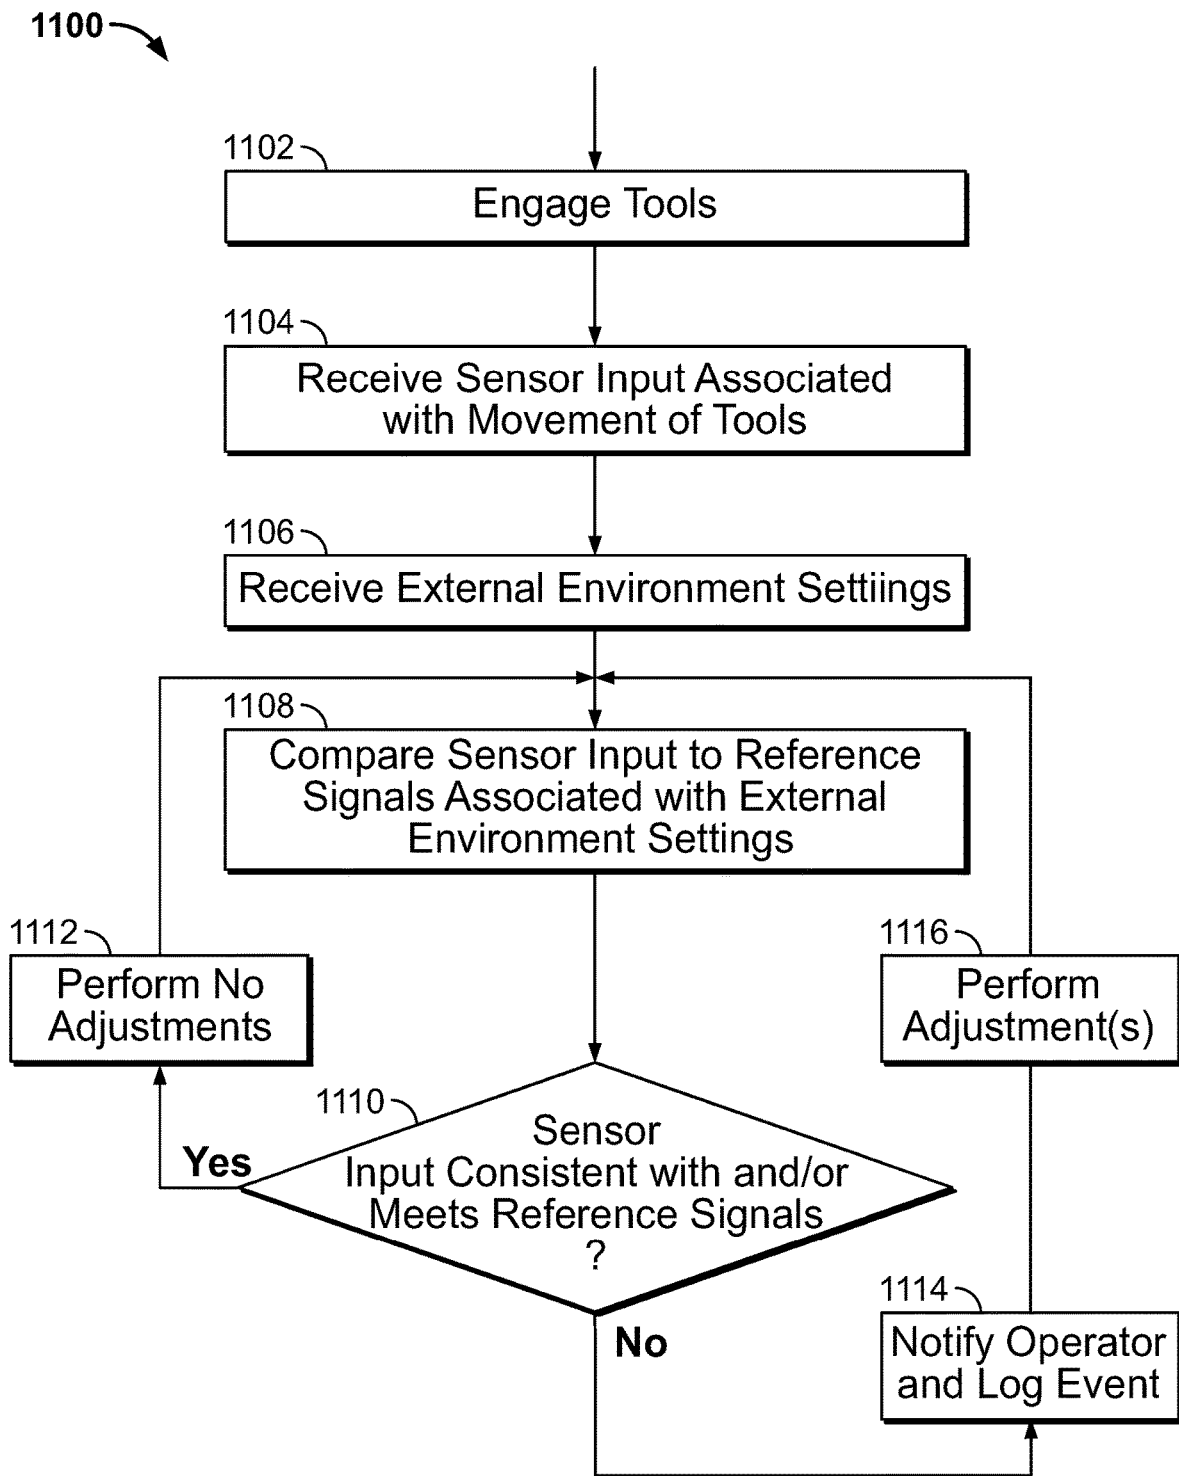 1100
1102
Engage Tools
1104
Receive Sensor Input Associated
with Movement of Tools
1106
Receive External Environment Settiings
1108
Compare Sensor Input to Reference
Signals Associated with External
Environment Settings
1112
Perform No
Adjustments
1116
Perform
Adjustment(s)
1110
Sensor
Input Consistent with and/or
Meets Reference Signals
?
Yes
No
1114
Notify Operator
and Log Event